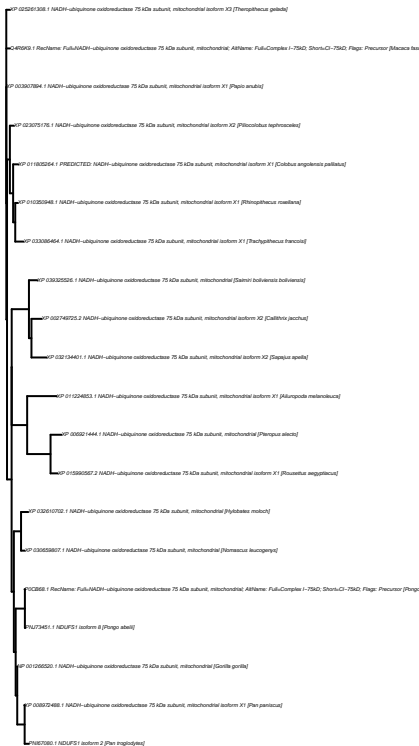 XP 025261308.1 NADH−ubiquinone oxidoreductase 75 kDa subunit, mitochondrial isoform X3 [Theropithecus gelada]
Q4R6K9.1 RecName: Full=NADH−ubiquinone oxidoreductase 75 kDa subunit, mitochondrial; AltName: Full=Complex I−75kD; Short=CI−75kD; Flags: Precursor [Macaca fas
XP 003907894.1 NADH−ubiquinone oxidoreductase 75 kDa subunit, mitochondrial isoform X1 [Papio anubis]
XP 023075176.1 NADH−ubiquinone oxidoreductase 75 kDa subunit, mitochondrial isoform X2 [Piliocolobus tephrosceles]
XP 011805264.1 PREDICTED: NADH−ubiquinone oxidoreductase 75 kDa subunit, mitochondrial isoform X1 [Colobus angolensis palliatus]
XP 010350948.1 NADH−ubiquinone oxidoreductase 75 kDa subunit, mitochondrial isoform X1 [Rhinopithecus roxellana]
XP 033086464.1 NADH−ubiquinone oxidoreductase 75 kDa subunit, mitochondrial isoform X1 [Trachypithecus francoisi]
XP 039325526.1 NADH−ubiquinone oxidoreductase 75 kDa subunit, mitochondrial [Saimiri boliviensis boliviensis]
XP 002749725.2 NADH−ubiquinone oxidoreductase 75 kDa subunit, mitochondrial isoform X2 [Callithrix jacchus]
XP 032134401.1 NADH−ubiquinone oxidoreductase 75 kDa subunit, mitochondrial isoform X2 [Sapajus apella]
XP 011224853.1 NADH−ubiquinone oxidoreductase 75 kDa subunit, mitochondrial isoform X1 [Ailuropoda melanoleuca]
XP 006921444.1 NADH−ubiquinone oxidoreductase 75 kDa subunit, mitochondrial [Pteropus alecto]
XP 015990567.2 NADH−ubiquinone oxidoreductase 75 kDa subunit, mitochondrial isoform X1 [Rousettus aegyptiacus]
XP 032610702.1 NADH−ubiquinone oxidoreductase 75 kDa subunit, mitochondrial [Hylobates moloch]
XP 030659807.1 NADH−ubiquinone oxidoreductase 75 kDa subunit, mitochondrial [Nomascus leucogenys]
P0CB68.1 RecName: Full=NADH−ubiquinone oxidoreductase 75 kDa subunit, mitochondrial; AltName: Full=Complex I−75kD; Short=CI−75kD; Flags: Precursor [Pongo
PNJ73451.1 NDUFS1 isoform 8 [Pongo abelii]
NP 001266520.1 NADH−ubiquinone oxidoreductase 75 kDa subunit, mitochondrial [Gorilla gorilla]
XP 008972488.1 NADH−ubiquinone oxidoreductase 75 kDa subunit, mitochondrial isoform X1 [Pan paniscus]
PNI67080.1 NDUFS1 isoform 2 [Pan troglodytes]